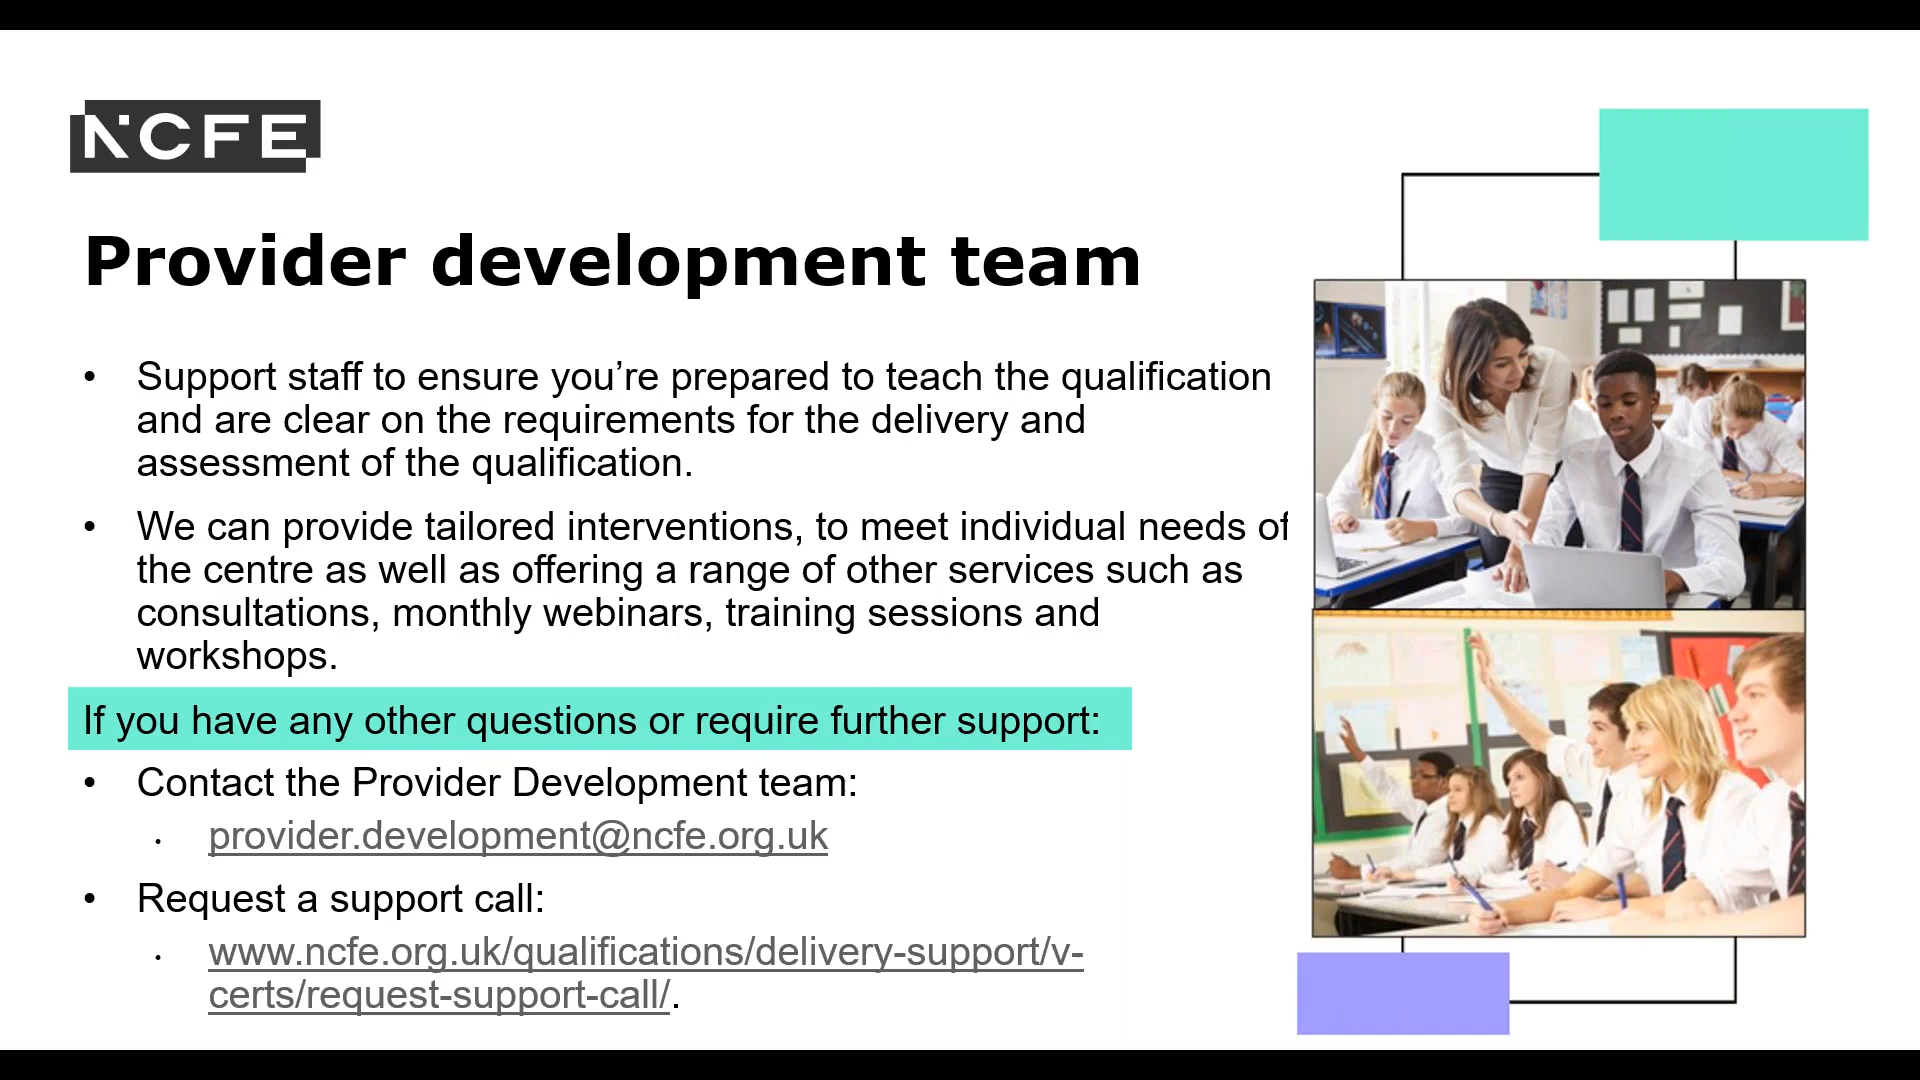 NCFE
Provider development team
• Support staff to ensure you’re prepared to teach the qualification
and are clear on the requirements for the delivery and
assessment of the qualification.
• We can provide tailored interventions, to meet individual needs of
the centre as well as offering a range of other services such as
consultations, monthly webinars, training sessions and
workshops.
If you have any other questions or require further support:
• Contact the Provider Development team:
• provider.development@ncfe.org.uk
• Request a support call:
• www.ncfe.org.uk/qualifications/delivery-support/v-
certs/request-support-call/.